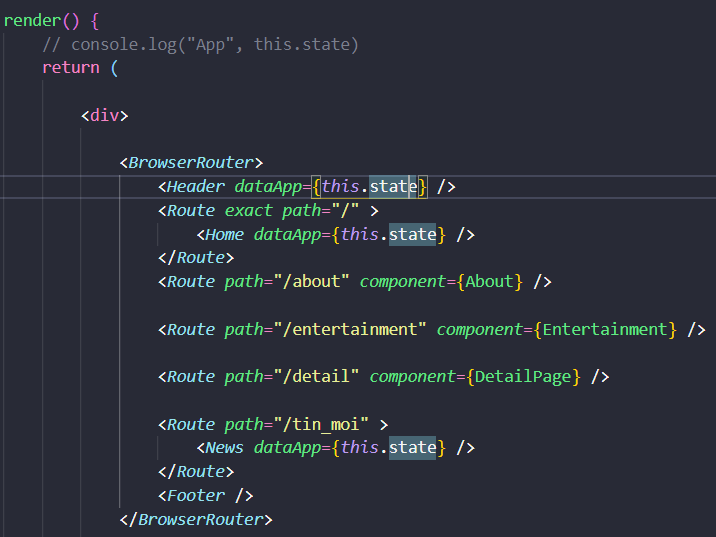 render() {
// console.log("App", this.state)
return (
<div>
<BrowserRouter>
<Header dataApp={this.state} />
<Route exact path="/" >
<Home dataApp={this.state} />
</Route>
<Route path="/about" component={About} />
<Route path="/entertainment" component={Entertainment} />
<Route path="/detail" component={DetailPage} />
<Route path="/tin_moi" >
<News dataApp={this.state} />
</Route>
<Footer />
</BrowserRouter>